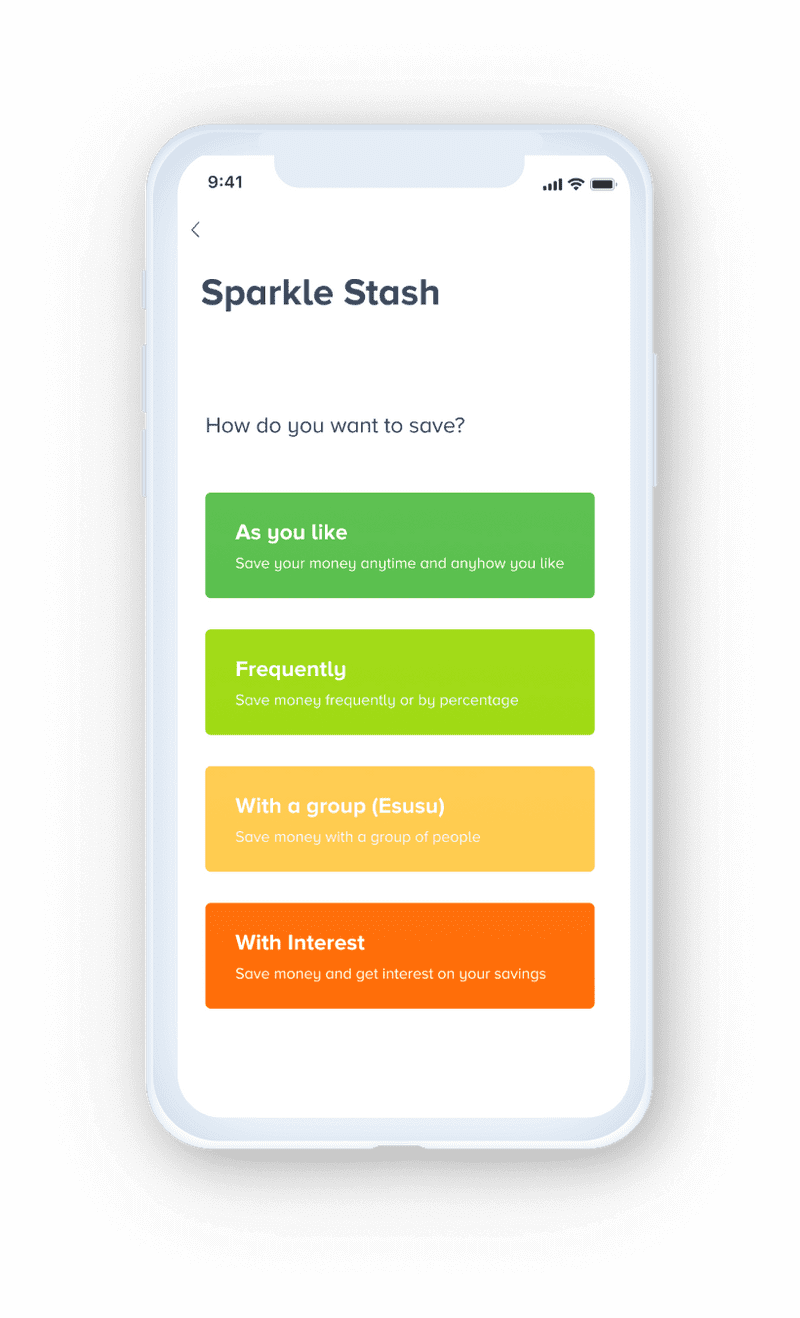 9:41
Sparkle Stash
How do you want to save?
As you like
Save your money anytime and anyhow you like
Frequently
Save money frequently or by percentage
With a group (Esusu)
Save money with a group of people
With Interest
Save money and get interest on your savings